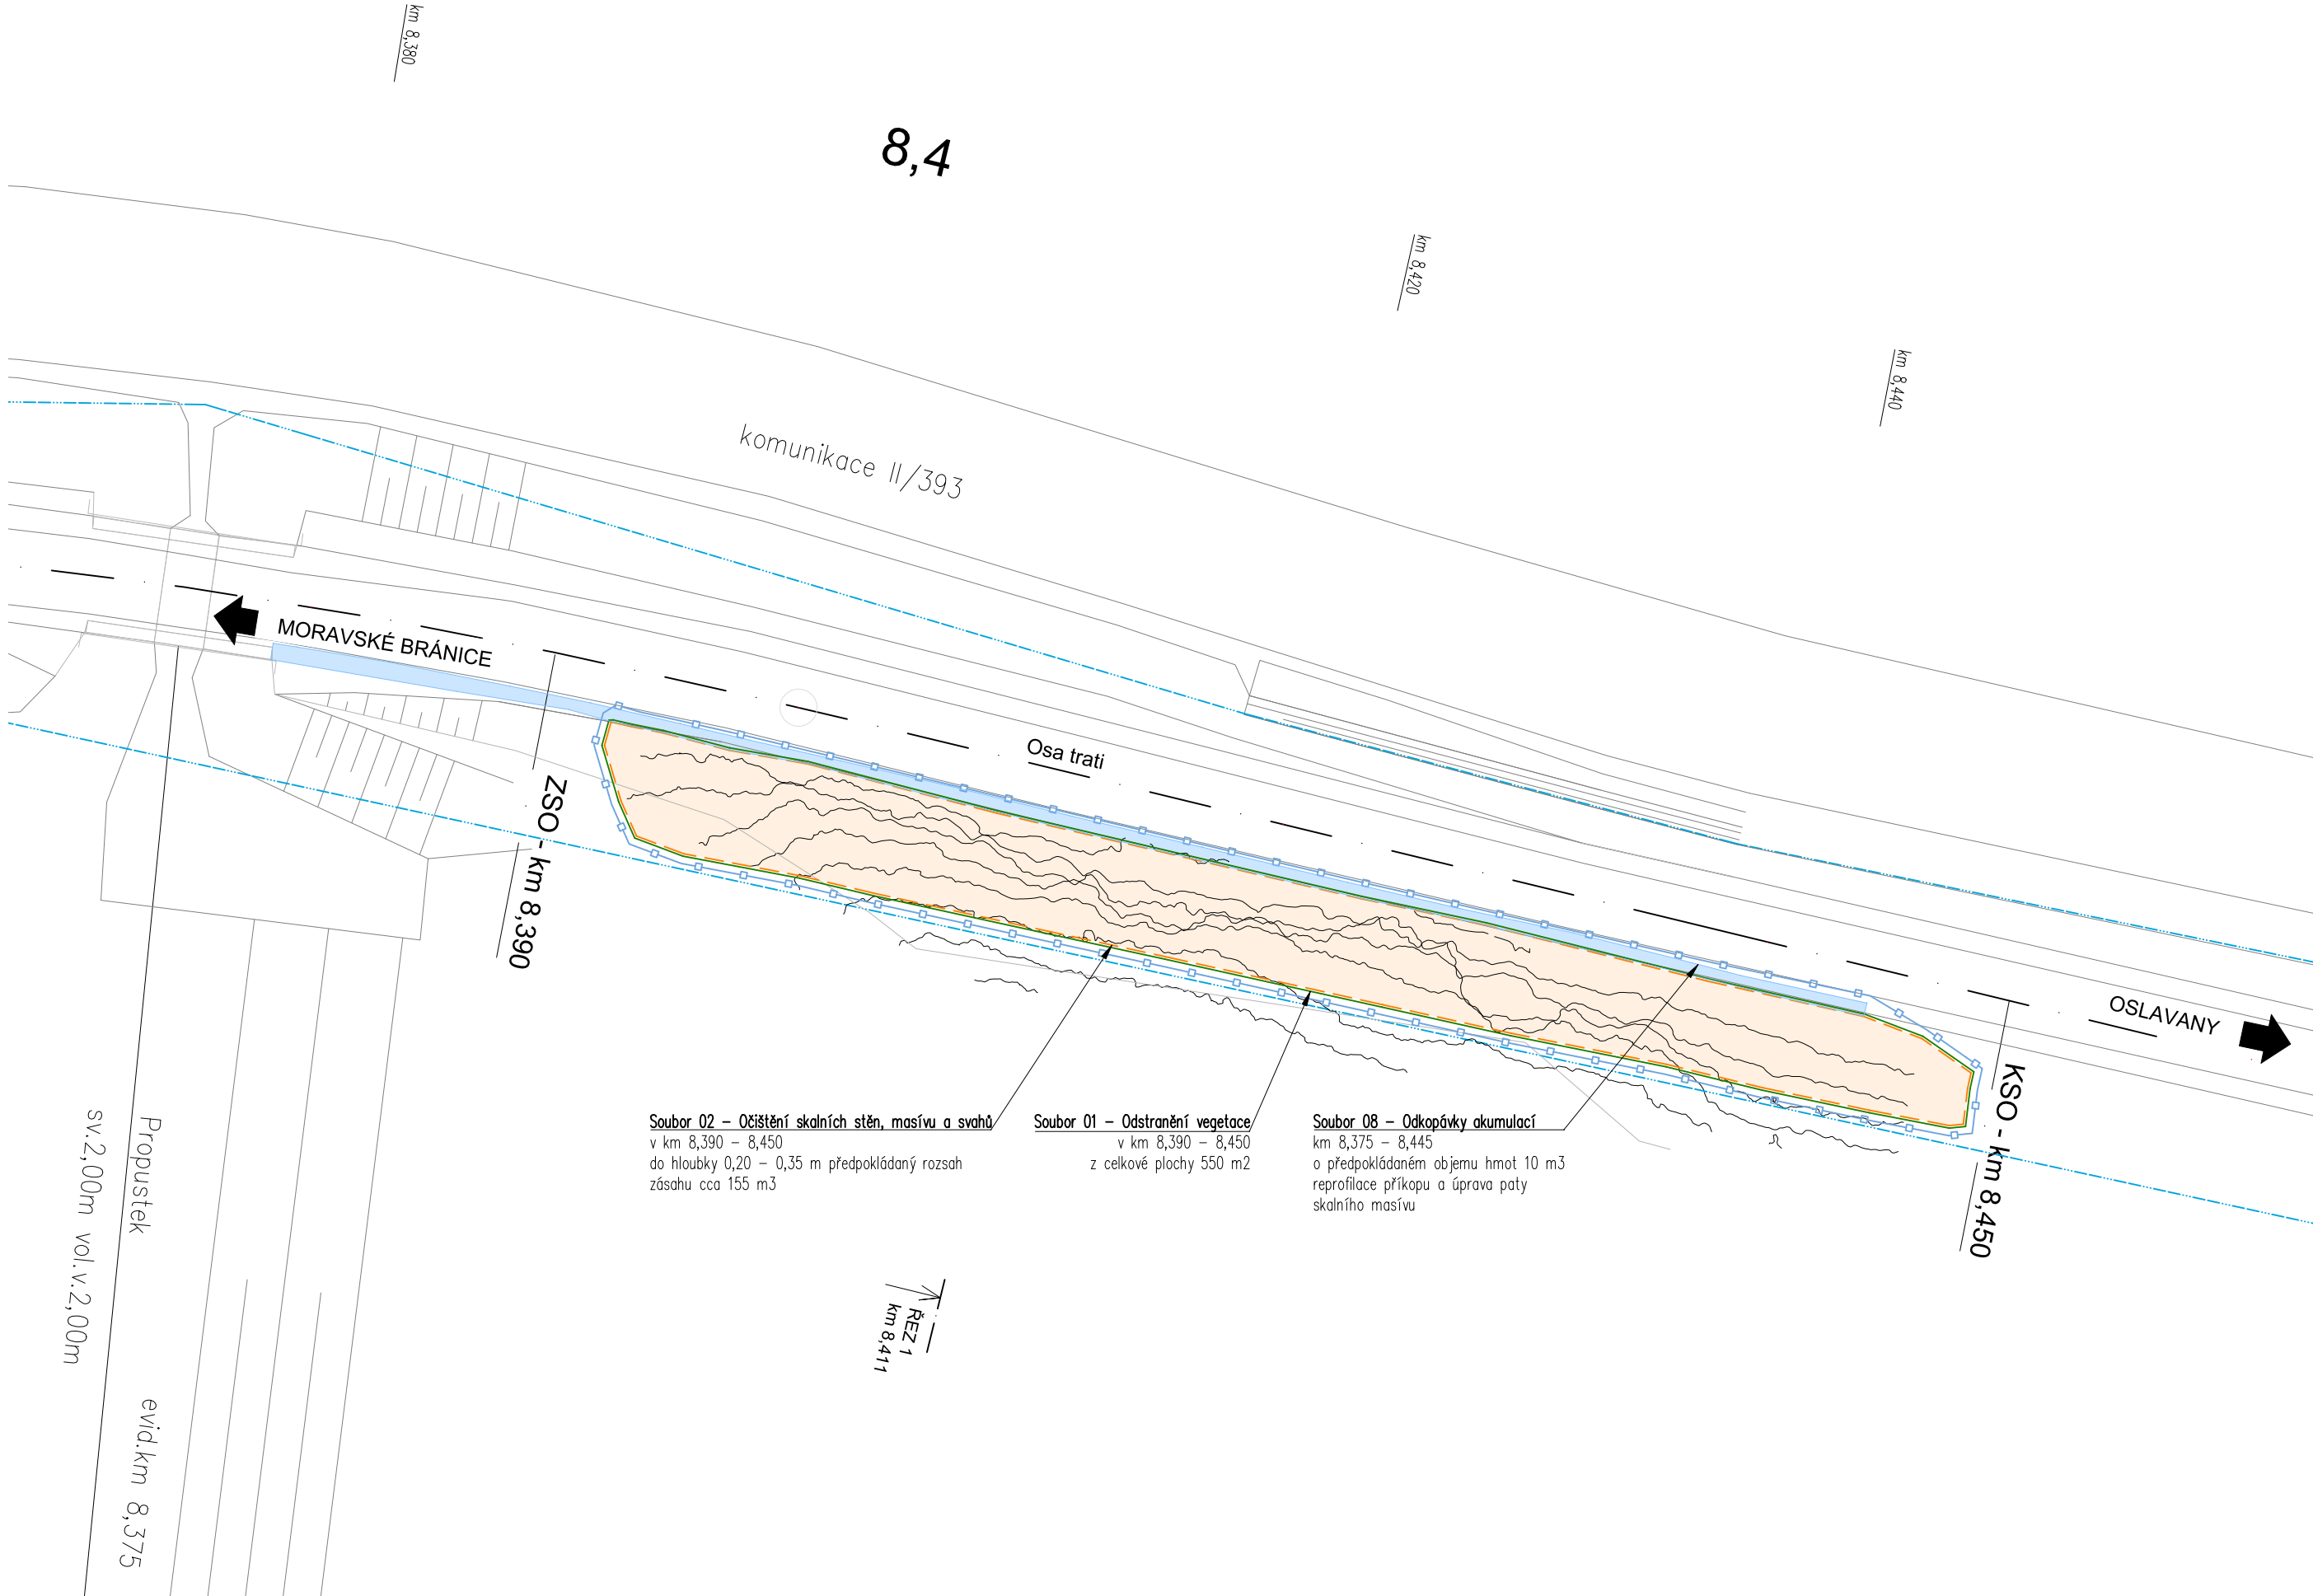 km 8,380
8,4
km 8,420
km 8,440
komunikace II/393
MORAVSKÉ BRÁNICE
Osa trati
ZSO - km 8,390
OSLAVANY
KSO - km 8,450
Soubor 02 – Očištění skalních stěn, masívu a svahů
v km 8,390 – 8,450
do hloubky 0,20 – 0,35 m předpokládaný rozsah
zásahu cca 155 m3
Soubor 01 – Odstranění vegetace
v km 8,390 – 8,450
z celkové plochy 550 m2
Soubor 08 – Odkopávky akumulací
km 8,375 – 8,445
o předpokládaném objemu hmot 10 m3
reprofilace příkopu a úprava paty
skalního masívu
Propustek evid.km 8,375
sv.2,00m vol.v.2,00m
ŘEZ 1
km 8,411